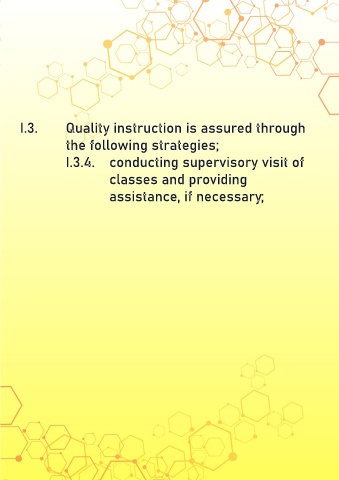 I.3. Quality instruction is assured through
the following strategies;
I.3.4. conducting supervisory visit of
classes and providing
assistance, if necessary;